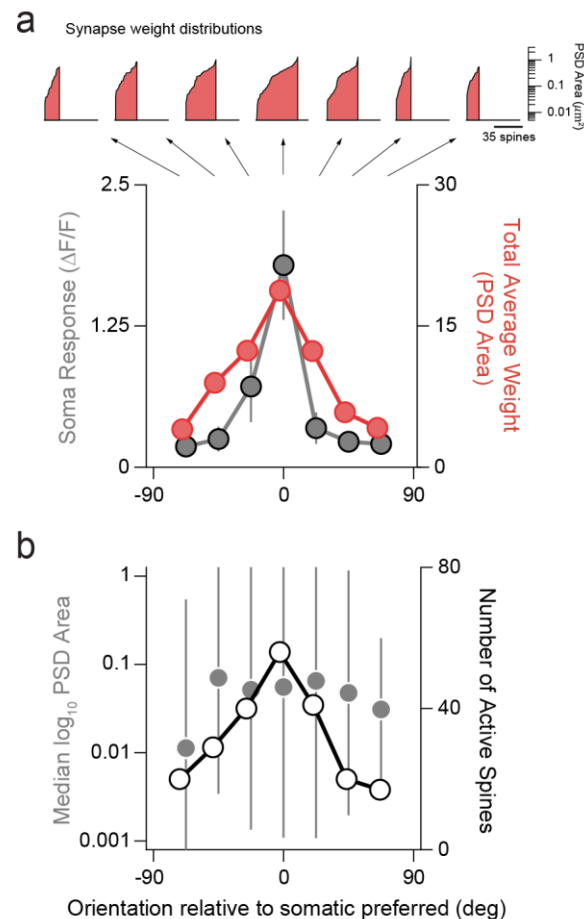 a
Synapse weight distributions
1
0.1
0.01
PSD Area (μm²)
35 spines
2.5
1.25
0
Soma Response (ΔF/F)
30
15
0
Total Average Weight
(PSD Area)
-90
0
90
b
1
0.1
0.01
0.001
Median log10 PSD Area
80
40
0
Number of Active Spines
-90
0
90
Orientation relative to somatic preferred (deg)